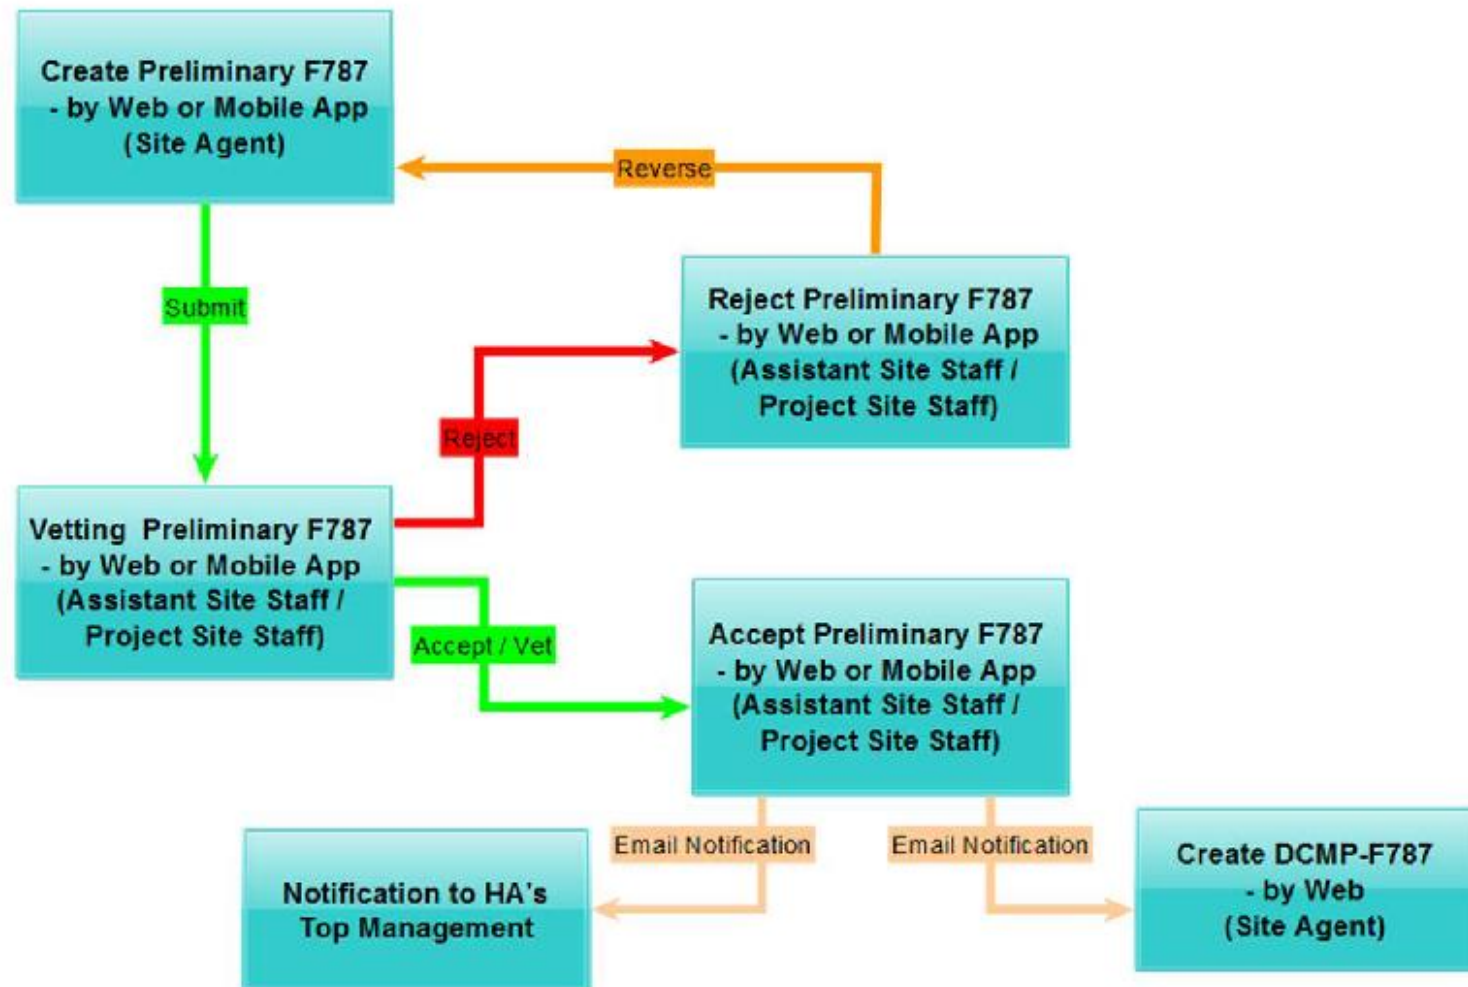 Create Preliminary F787
- by Web or Mobile App
(Site Agent)
Reverse
Submit
Reject Preliminary F787
- by Web or Mobile App
(Assistant Site Staff /
Project Site Staff)
Reject
Vetting Preliminary F787
- by Web or Mobile App
(Assistant Site Staff /
Project Site Staff)
Accept / Vet
Accept Preliminary F787
- by Web or Mobile App
(Assistant Site Staff /
Project Site Staff)
Email Notification
Email Notification
Notification to HA's
Top Management
Create DCMP-F787
- by Web
(Site Agent)